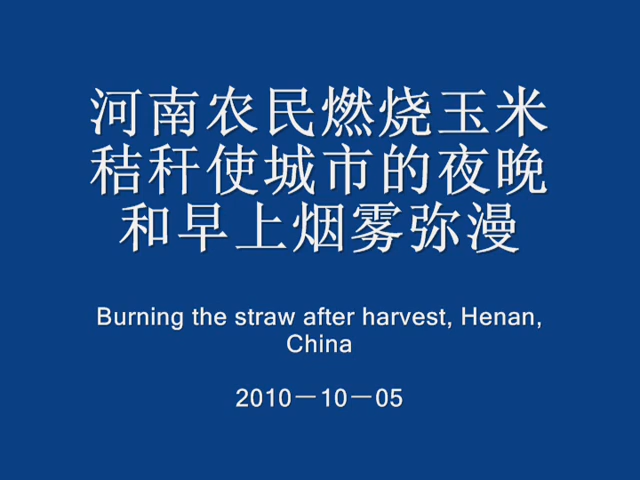 河南农民燃烧玉米
秸秆使城市的夜晚
和早上烟雾弥漫
Burning the straw after harvest, Henan,
China
2010－10－05